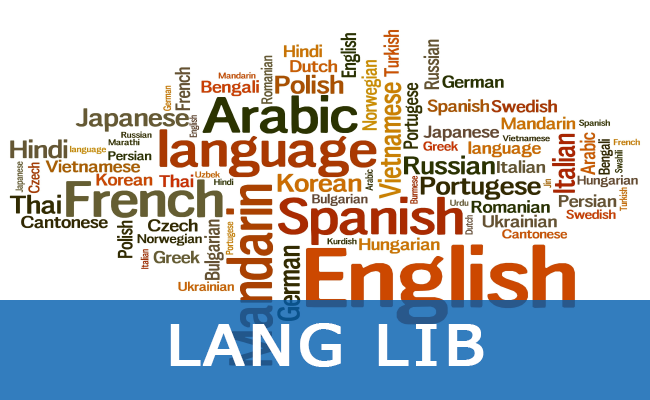 Hindi
English
Turkish
Russian
Dutch
Romanian
Norwegian
German
French
Mandarin
Bengali
Polish
German
Vietnamese
Portugese
Spanish
Swedish
Japanese
English
Arabic
Japanese
Mandarin
Spanish
Russian
Marathi
Hindi
language
Persian
language
Greek
language
Vietnamese
Italian
Arabic
Bengali
French
Swahili
Japanese
Czech
Vietnamese
Uzbek
Korean
Thai
Hindi
Korean
Arabic
Russian
Italian
Hungarian
Burmese
Portugese
Jin
Turkish
Thai
French
Mandarin
Bulgarian
Spanish
Urdu
Romanian
Persian
Swedish
Cantonese
Polish
Czech
Norwegian
Bulgarian
Portugese
Dutch
Ukrainian
Cantonese
Italian
Greek
German
Kurdish
Hungarian
English
Ukrainian
LANG LIB